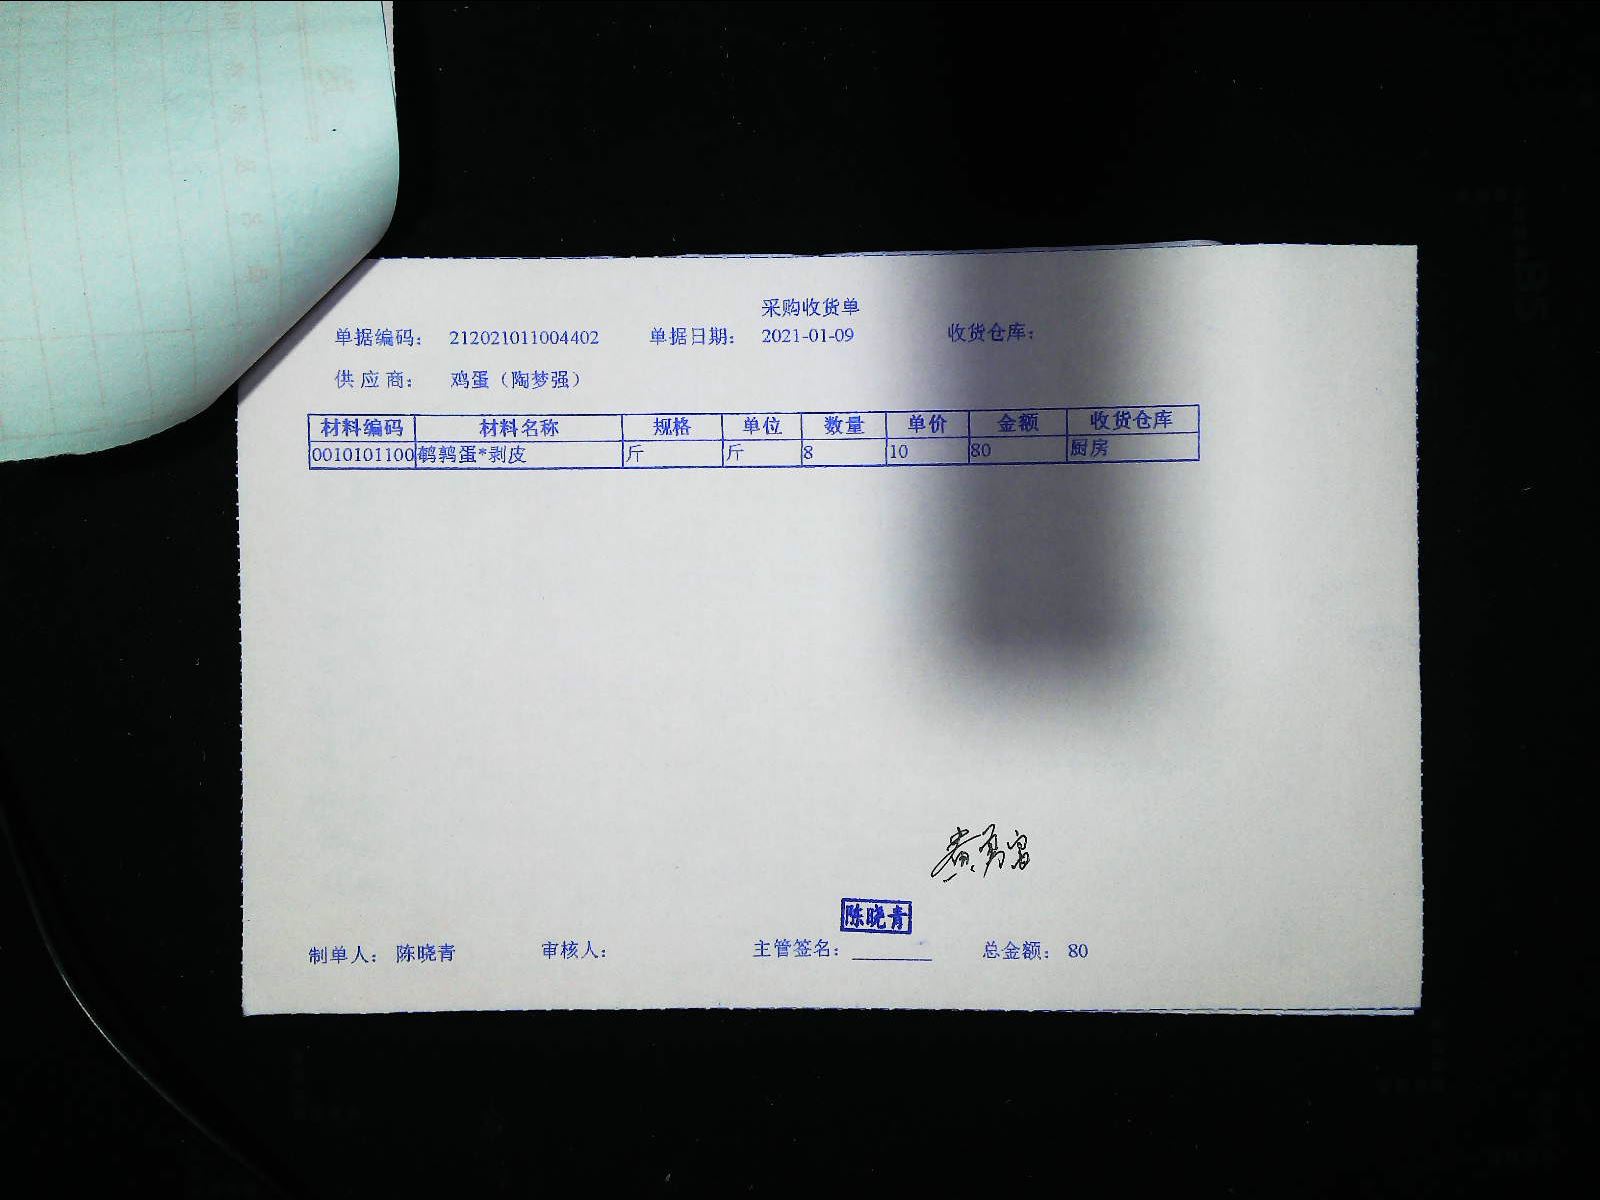 采购收货单
单据编码： 212021011004402 单据日期： 2021-01-09 收货仓库：
供应商： 鸡蛋（陶梦强）
材料编码 材料名称 规格 单位 数量 单价 金额 收货仓库
0010101100 鹌鹑蛋*剥皮 斤 斤 8 10 80 厨房
陈晓青
制单人： 陈晓青 审核人： 主管签名： 总金额： 80